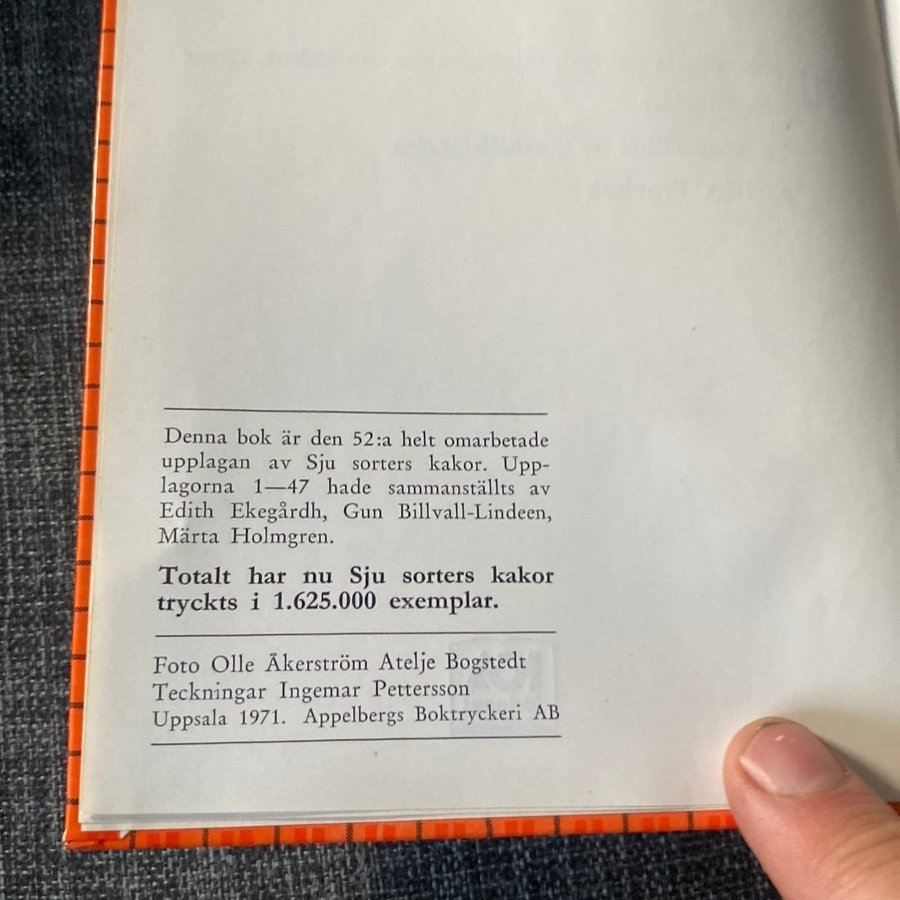 Denna bok är den 52:a helt omarbetade
upplagan av Sju sorters kakor. Upp-
lagorna 1—47 hade sammanställts av
Edith Ekegårdh, Gun Billvall-Lindeen,
Märta Holmgren.
Totalt har nu Sju sorters kakor
tryckts i 1.625.000 exemplar.
Foto Olle Åkerström Atelje Bogstedt
Teckningar Ingemar Pettersson
Uppsala 1971. Appelbergs Boktryckeri AB